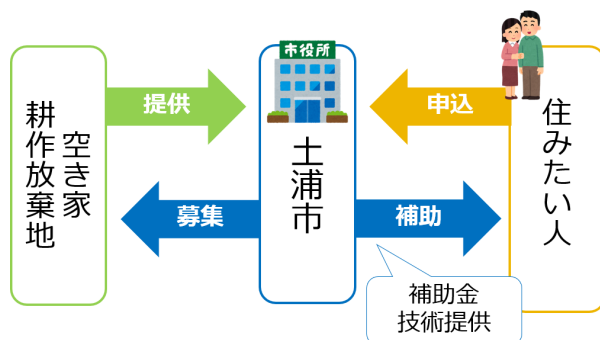 空き家
耕作放棄地
提供
募集
市役所
土浦市
申込
補助
住みたい人
補助金
技術提供